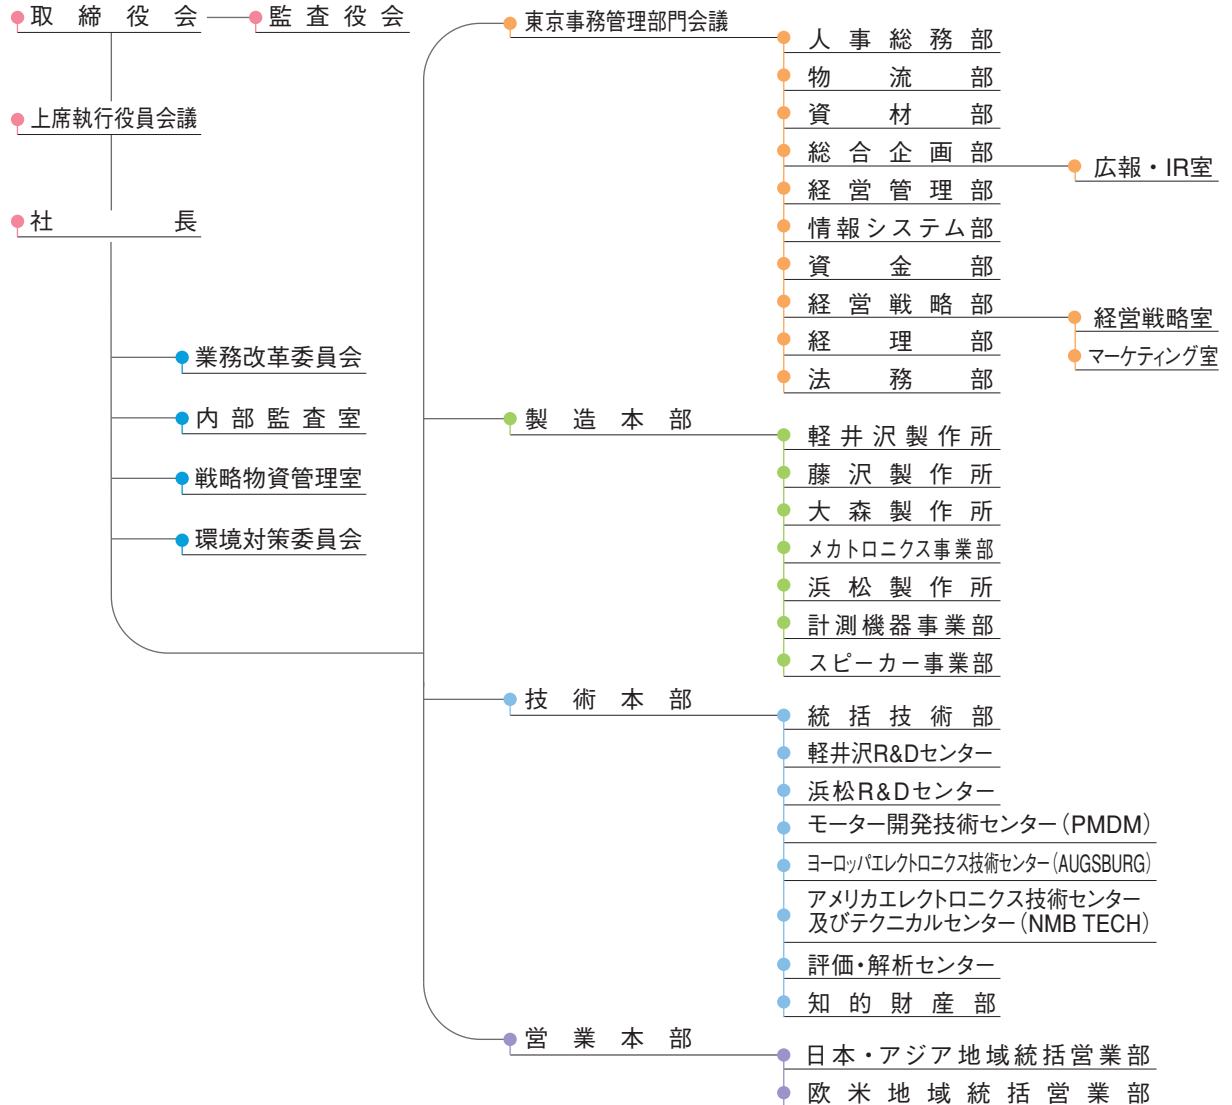 取締役会
監査役会
上席執行役員会議
社長
業務改革委員会
内部監査室
戦略物資管理室
環境対策委員会
東京事務管理部門会議
人事総務部
物流部
資材部
総合企画部
広報・IR室
経営管理部
情報システム部
資金部
経営戦略部
経営戦略室
マーケティング室
経理部
法務部
製造本部
軽井沢製作所
藤沢製作所
大森製作所
メカトロニクス事業部
浜松製作所
計測機器事業部
スピーカー事業部
技術本部
統括技術部
軽井沢R&Dセンター
浜松R&Dセンター
モーター開発技術センター(PMDM)
ヨーロッパエレクトロニクス技術センター(AUGSBURG)
アメリカエレクトロニクス技術センター
及びテクニカルセンター(NMB TECH)
評価・解析センター
知的財産部
営業本部
日本・アジア地域統括営業部
欧米地域統括営業部